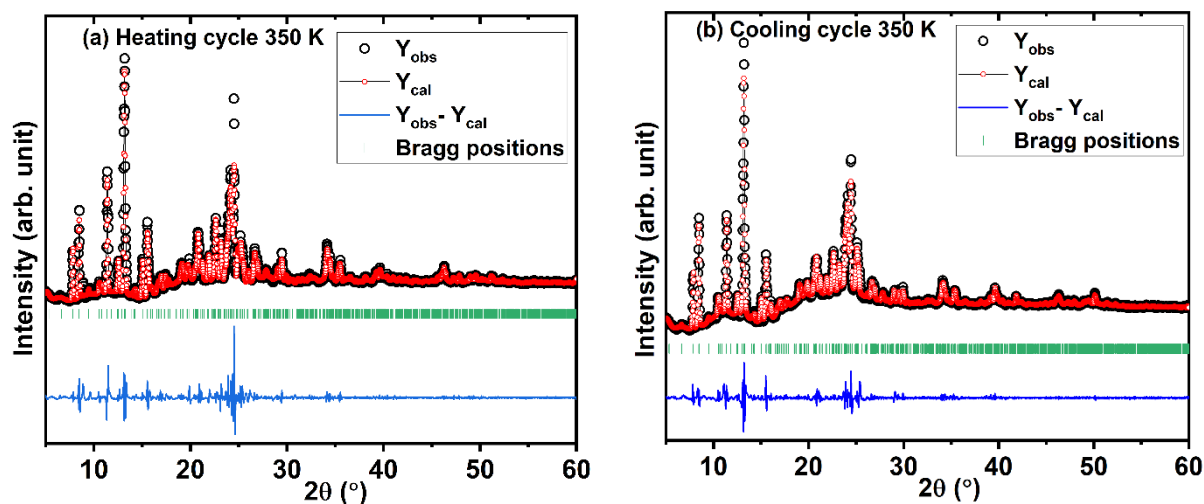 (a) Heating cycle 350 K
Yobs
Ycal
Yobs- Ycal
Bragg positions
Intensity (arb. unit)
10 20 30 40 50 60
2θ (°)
(b) Cooling cycle 350 K
Yobs
Ycal
Yobs- Ycal
Bragg positions
Intensity (arb. unit)
10 20 30 40 50 60
2θ (°)